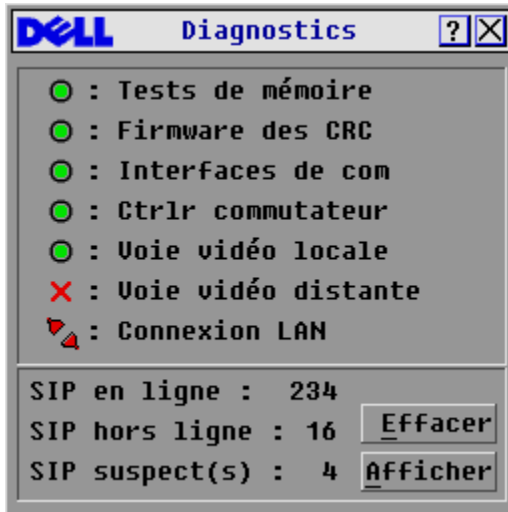 DELL Diagnostics ? X
: Tests de mémoire
: Firmware des CRC
: Interfaces de com
: Ctrlr commutateur
: Voie vidéo locale
: Voie vidéo distante
: Connexion LAN
SIP en ligne : 234
SIP hors ligne : 16 Effacer
SIP suspect(s) : 4 Afficher